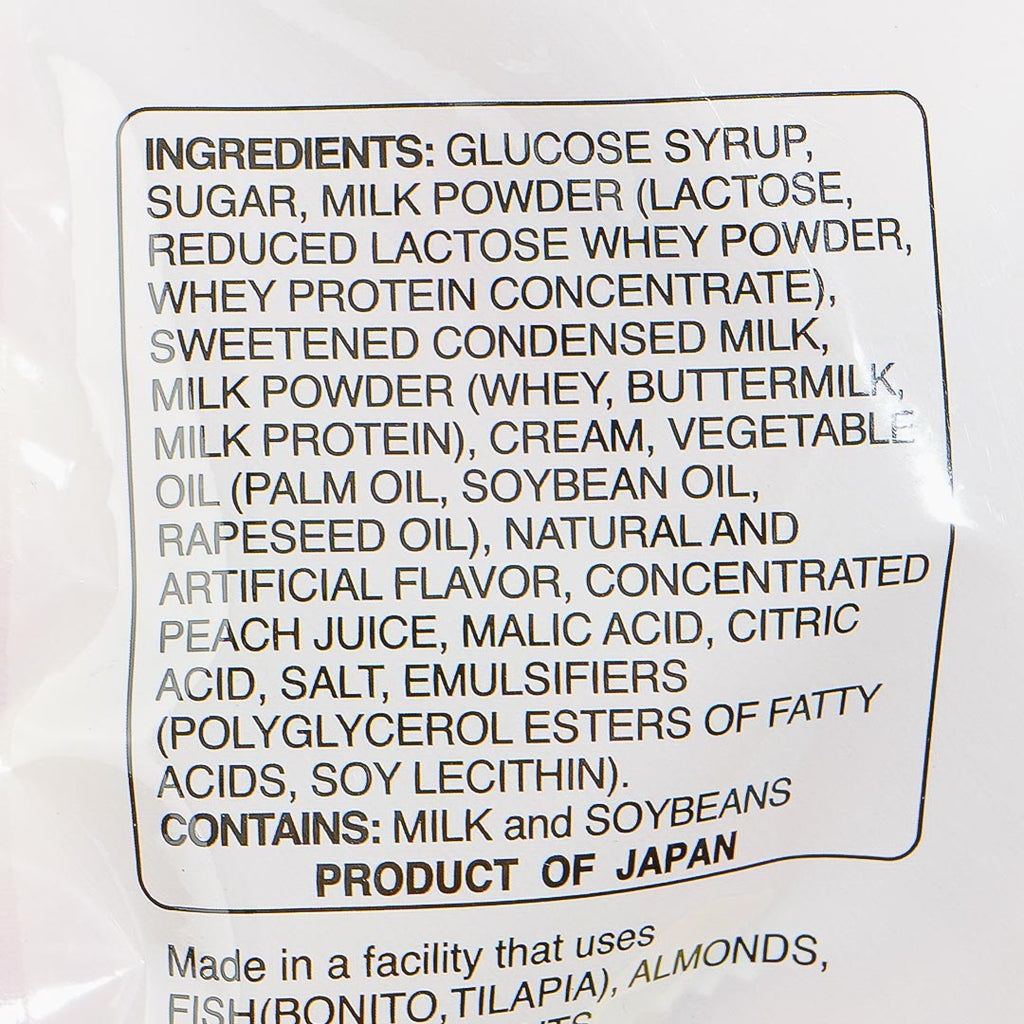 INGREDIENTS: GLUCOSE SYRUP,
SUGAR, MILK POWDER (LACTOSE,
REDUCED LACTOSE WHEY POWDER,
WHEY PROTEIN CONCENTRATE),
SWEETENED CONDENSED MILK,
MILK POWDER (WHEY, BUTTERMILK,
MILK PROTEIN), CREAM, VEGETABLE
OIL (PALM OIL, SOYBEAN OIL,
RAPESEED OIL), NATURAL AND
ARTIFICIAL FLAVOR, CONCENTRATED
PEACH JUICE, MALIC ACID, CITRIC
ACID, SALT, EMULSIFIERS
(POLYGLYCEROL ESTERS OF FATTY
ACIDS, SOY LECITHIN).
CONTAINS: MILK and SOYBEANS
PRODUCT OF JAPAN
Made in a facility that uses
FISH(BONITO,TILAPIA), ALMONDS,